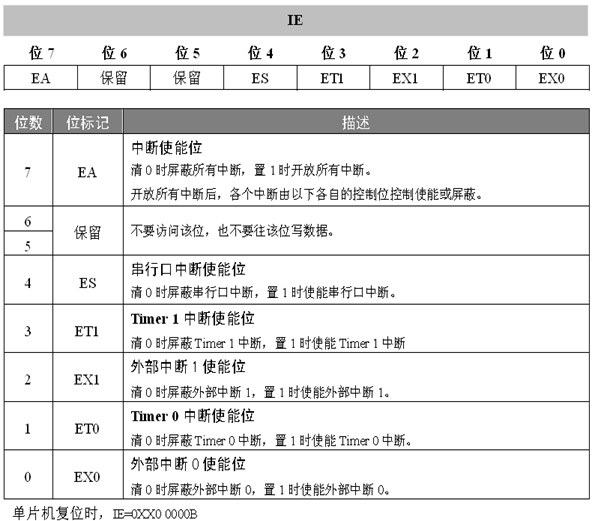 IE
位 7 位 6 位 5 位 4 位 3 位 2 位 1 位 0
EA 保留 保留 ES ET1 EX1 ET0 EX0
位数 位标记 描述
7 EA 中断使能位
清 0 时屏蔽所有中断，置 1 时开放所有中断。
开放所有中断后，各个中断由以下各自的控制位控制使能或屏蔽。
6
5 保留 不要访问该位，也不要往该位写数据。
4 ES 串行口中断使能位
清 0 时屏蔽串行口中断，置 1 时使能串行口中断。
3 ET1 Timer 1 中断使能位
清 0 时屏蔽 Timer 1 中断，置 1 时使能 Timer 1 中断
2 EX1 外部中断 1 使能位
清 0 时屏蔽外部中断 1，置 1 时使能外部中断 1。
1 ET0 Timer 0 中断使能位
清 0 时屏蔽 Timer 0 中断，置 1 时使能 Timer 0 中断。
0 EX0 外部中断 0 使能位
清 0 时屏蔽外部中断 0，置 1 时使能外部中断 0。
单片机复位时，IE=0XX0 0000B